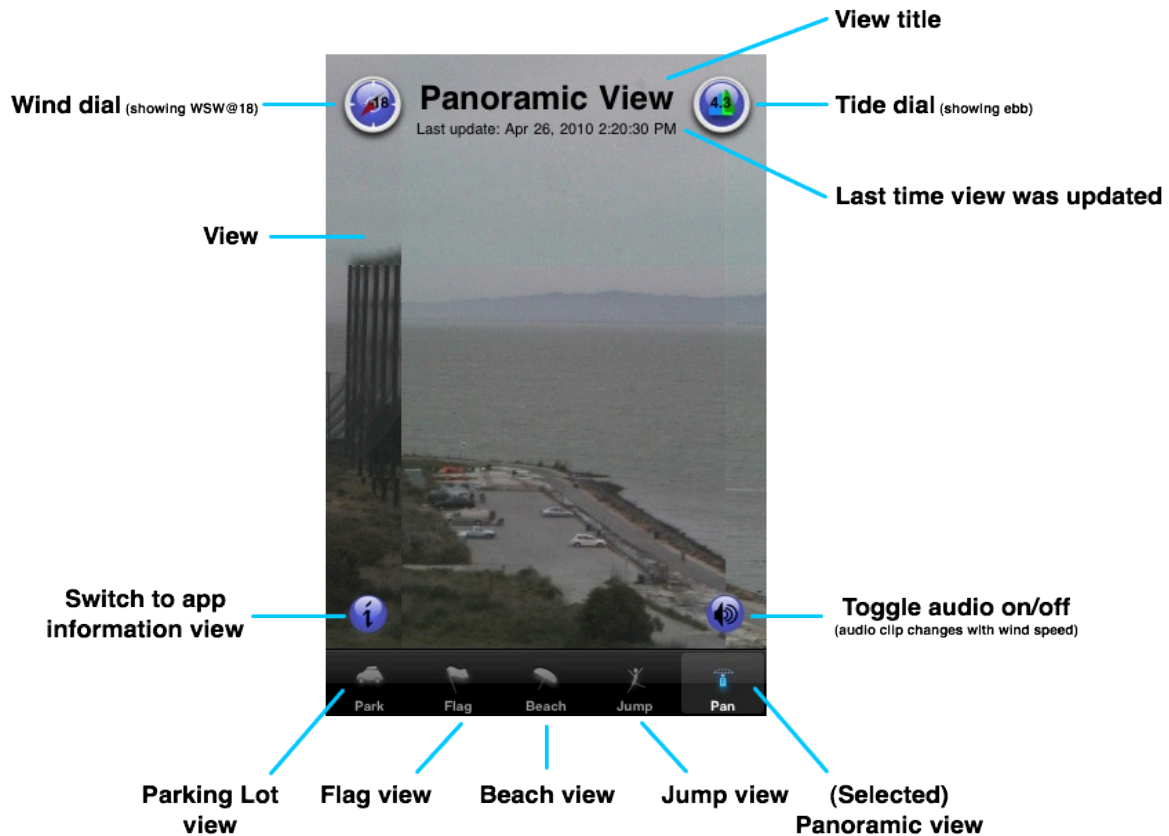 View title
Wind dial (showing WSW@18)
18
Panoramic View
4.3
Tide dial (showing ebb)
Last update: Apr 26, 2010 2:20:30 PM
Last time view was updated
View
Switch to app
information view
i
Toggle audio on/off
(audio clip changes with wind speed)
Park
Flag
Beach
Jump
Pan
Parking Lot
view
Flag view
Beach view
Jump view
(Selected)
Panoramic view